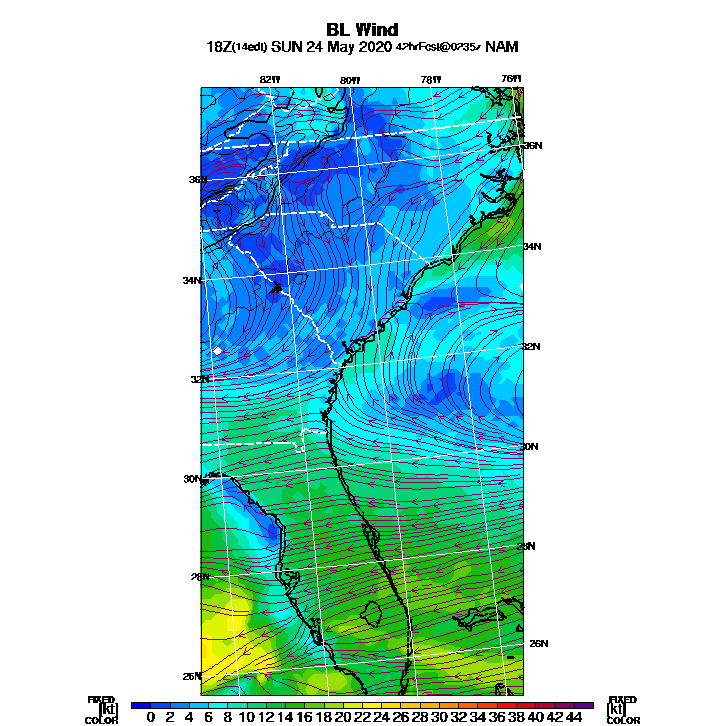 BL Wind
18Z(14edt) SUN 24 May 2020 42hrFcst@0235z NAM
82W 80W 78W 76W
36N
36N
34N
34N
32N
32N
30N
30N
28N
28N
26N
26N
FIXED FIXED
[kt] 0 2 4 6 8 10 12 14 16 18 20 22 24 26 28 30 32 34 36 38 40 42 44 [kt]
COLOR COLOR